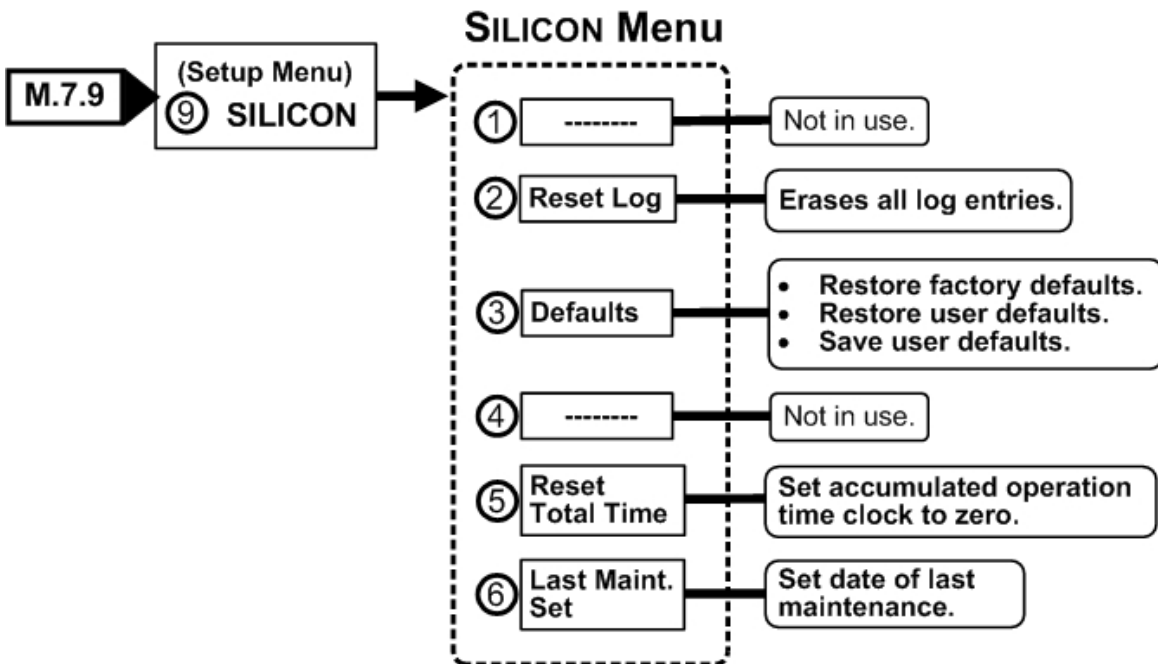 SILICON Menu
M.7.9
(Setup Menu)
⑨ SILICON
① --------
Not in use.
② Reset Log
Erases all log entries.
③ Defaults
• Restore factory defaults.
• Restore user defaults.
• Save user defaults.
④ --------
Not in use.
⑤ Reset
Total Time
Set accumulated operation
time clock to zero.
⑥ Last Maint.
Set
Set date of last
maintenance.